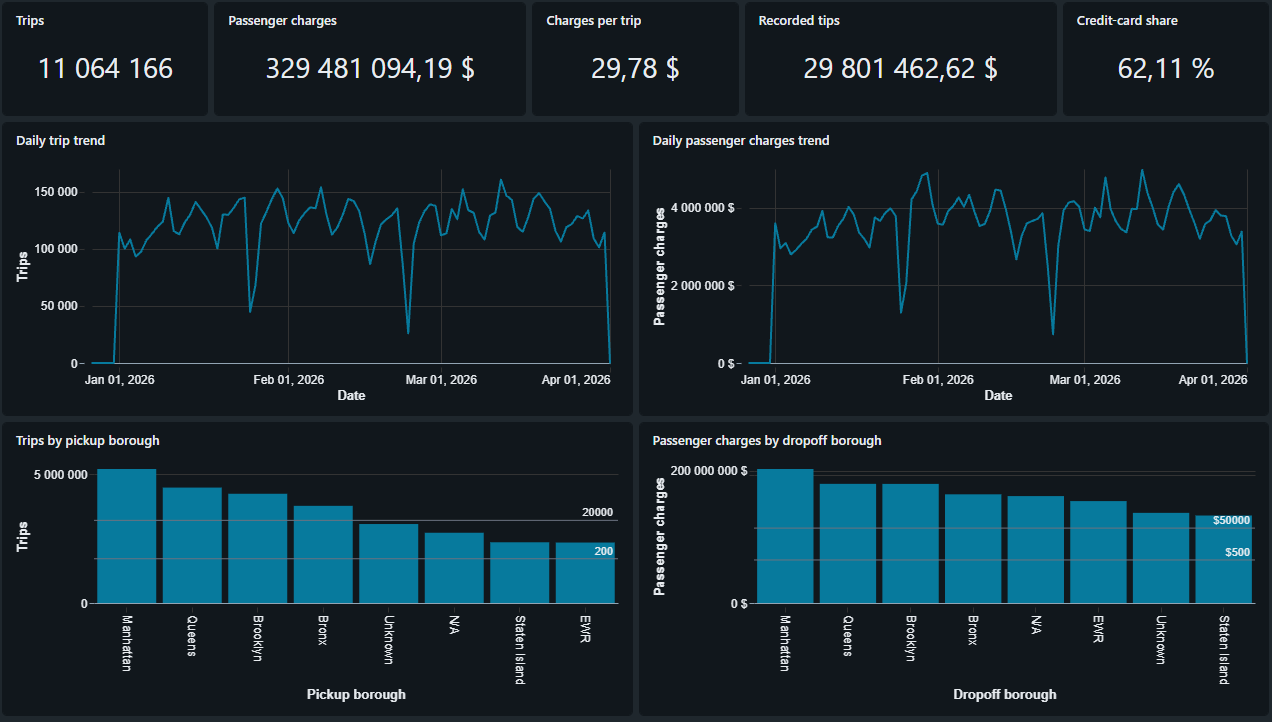 Trips
Passenger charges
Charges per trip
Recorded tips
Credit-card share
11 064 166
329 481 094,19 $
29,78 $
29 801 462,62 $
62,11 %
Daily trip trend
150 000
100 000
50 000
0
Trips
Jan 01, 2026
Feb 01, 2026
Mar 01, 2026
Apr 01, 2026
Date
Daily passenger charges trend
4 000 000 $
2 000 000 $
0 $
Passenger charges
Jan 01, 2026
Feb 01, 2026
Mar 01, 2026
Apr 01, 2026
Date
Trips by pickup borough
5 000 000
20000
200
0
Trips
Manhattan
Queens
Brooklyn
Bronx
Unknown
N/A
Staten Island
EWR
Pickup borough
Passenger charges by dropoff borough
200 000 000 $
$50000
$500
0 $
Passenger charges
Manhattan
Queens
Brooklyn
Bronx
N/A
EWR
Unknown
Staten Island
Dropoff borough